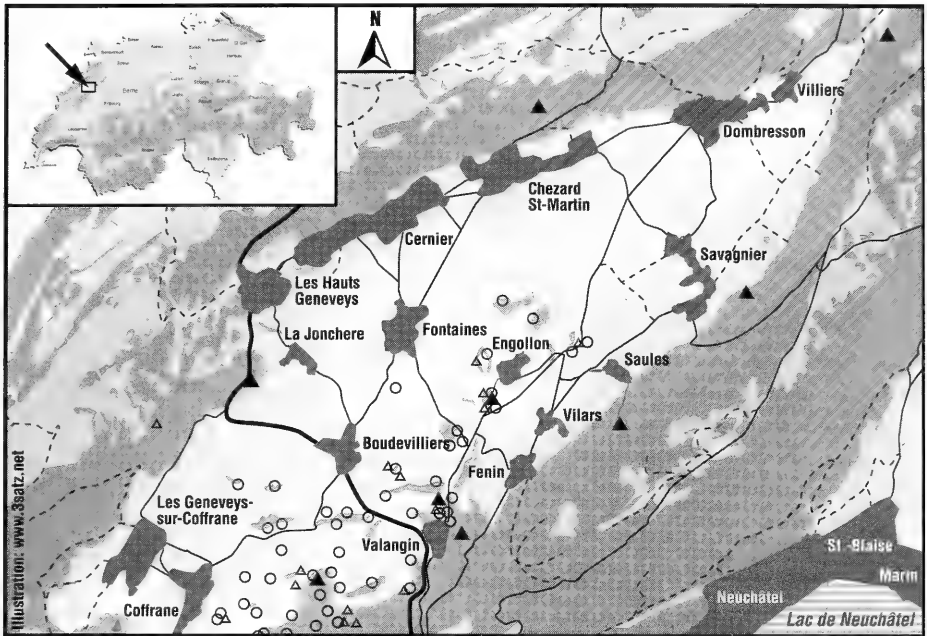 N
Villiers
Dombresson
Chezard
St-Martin
Cernier
Savagnier
Les Hauts
Geneveys
La Jonchere
Fontaines
Engollon
Saules
Vilars
Boudevilliers
Fenin
Les Geneveys-
sur-Coffrane
Valangin
St.-Blaise
Marin
Neuchâtel
Coffrane
Lac de Neuchâtel
Illustration: www.3satz.net